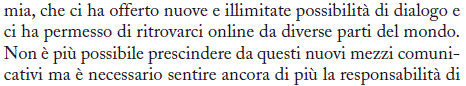 mia, che ci ha offerto nuove e illimitate possibilità di dialogo e
ci ha permesso di ritrovarci online da diverse parti del mondo.
Non è più possibile prescindere da questi nuovi mezzi comuni-
cativi ma è necessario sentire ancora di più la responsabilità di